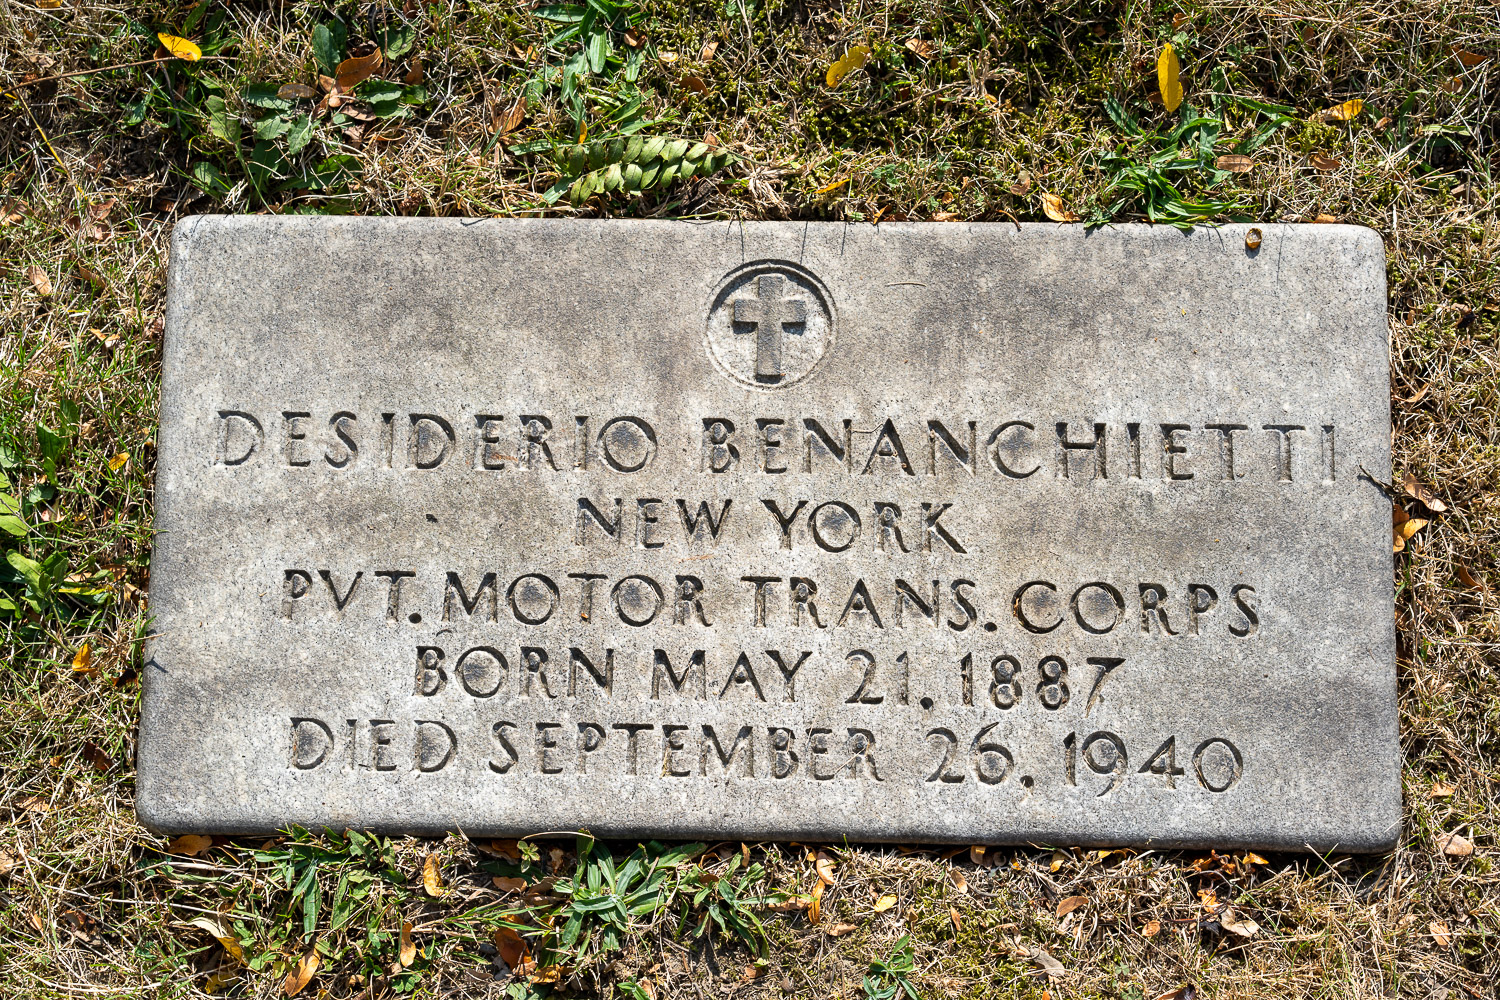 DESIDERIO BENANCHIETTI
NEW YORK
PVT. MOTOR TRANS. CORPS
BORN MAY 21. 1887
DIED SEPTEMBER 26. 1940